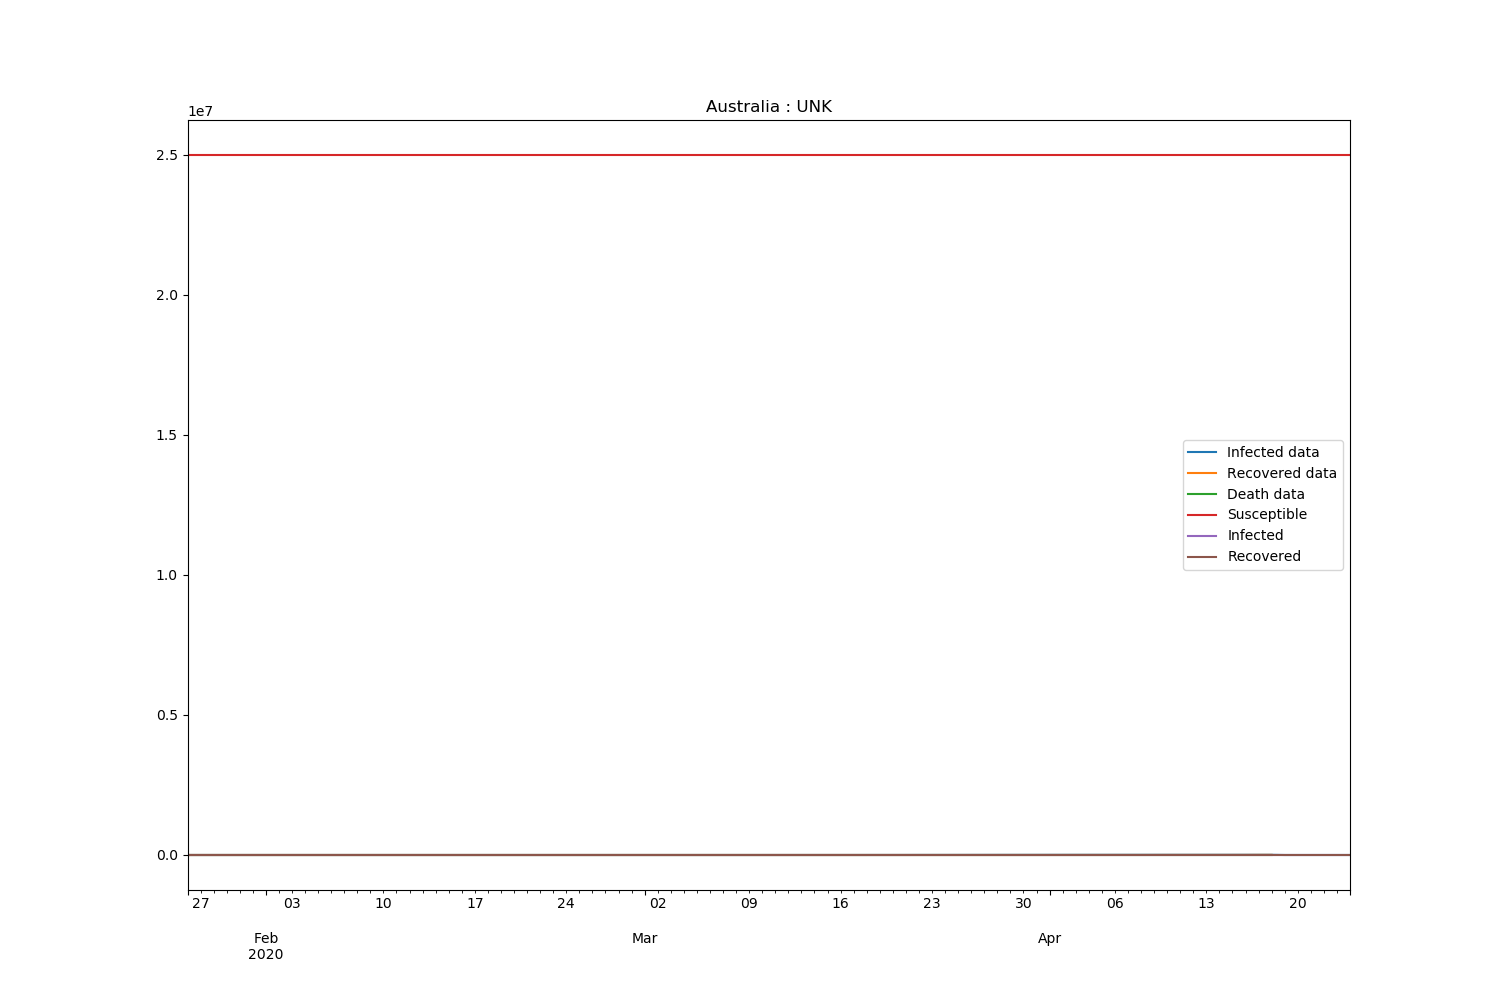 Australia : UNK
1e7
2.5
2.0
1.5
1.0
0.5
0.0
Infected data
Recovered data
Death data
Susceptible
Infected
Recovered
27 03 10 17 24 02 09 16 23 30 06 13 20
Feb Mar Apr
2020